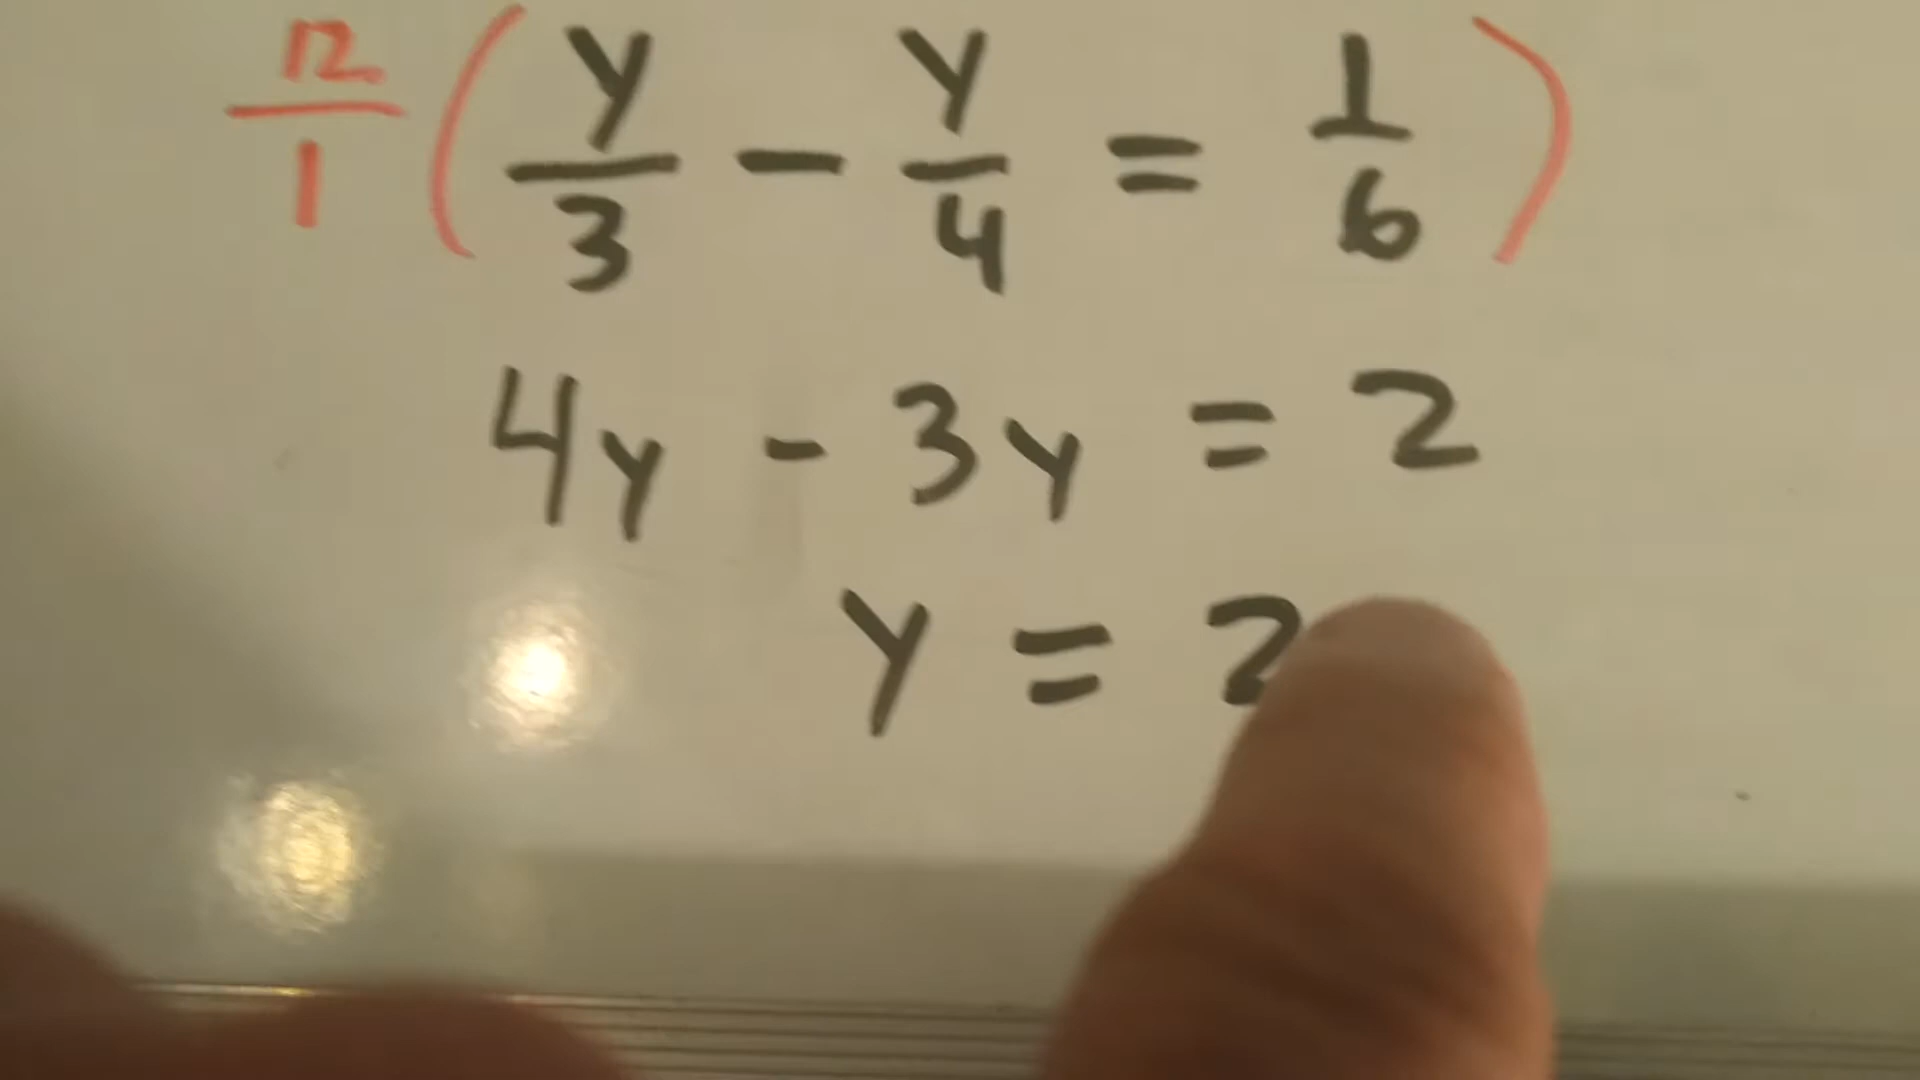 12/1 ( y/3 - y/4 = 1/6 )
4y - 3y = 2
y = 2